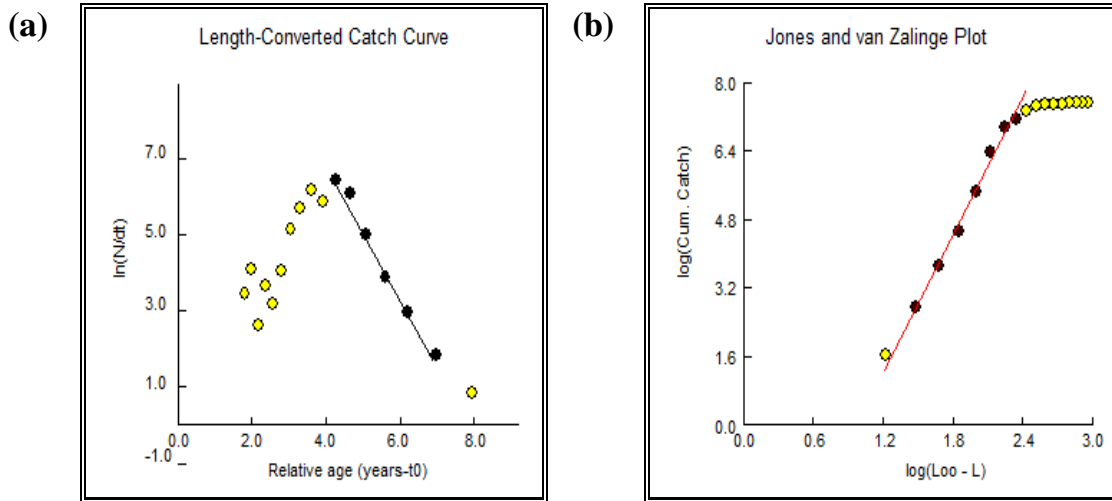 (a)
Length-Converted Catch Curve
ln(N/dt)
7.0
5.0
3.0
1.0
-1.0
0.0
2.0
4.0
6.0
8.0
Relative age (years-t0)
(b)
Jones and van Zalinge Plot
log(Cum. Catch)
8.0
6.4
4.8
3.2
1.6
0.0
0.0
0.6
1.2
1.8
2.4
3.0
log(Loo - L)